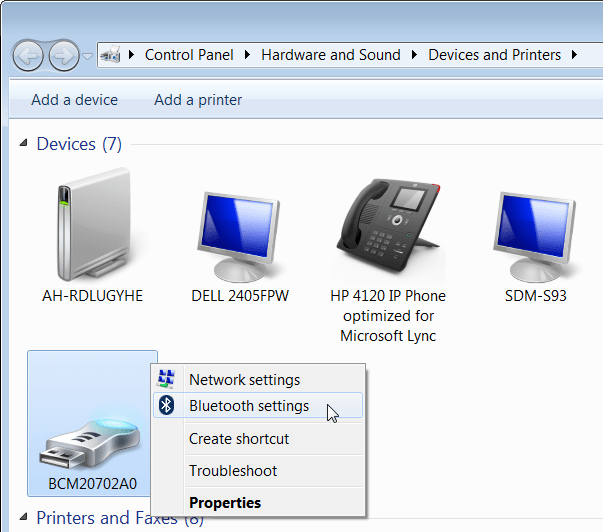 Control Panel Hardware and Sound Devices and Printers
Add a device Add a printer
Devices (7)
AH-RDLUGYHE
DELL 2405FPW
HP 4120 IP Phone
optimized for
Microsoft Lync
SDM-S93
BCM20702A0
Network settings
Bluetooth settings
Create shortcut
Troubleshoot
Properties
Printers and Faxes (8)